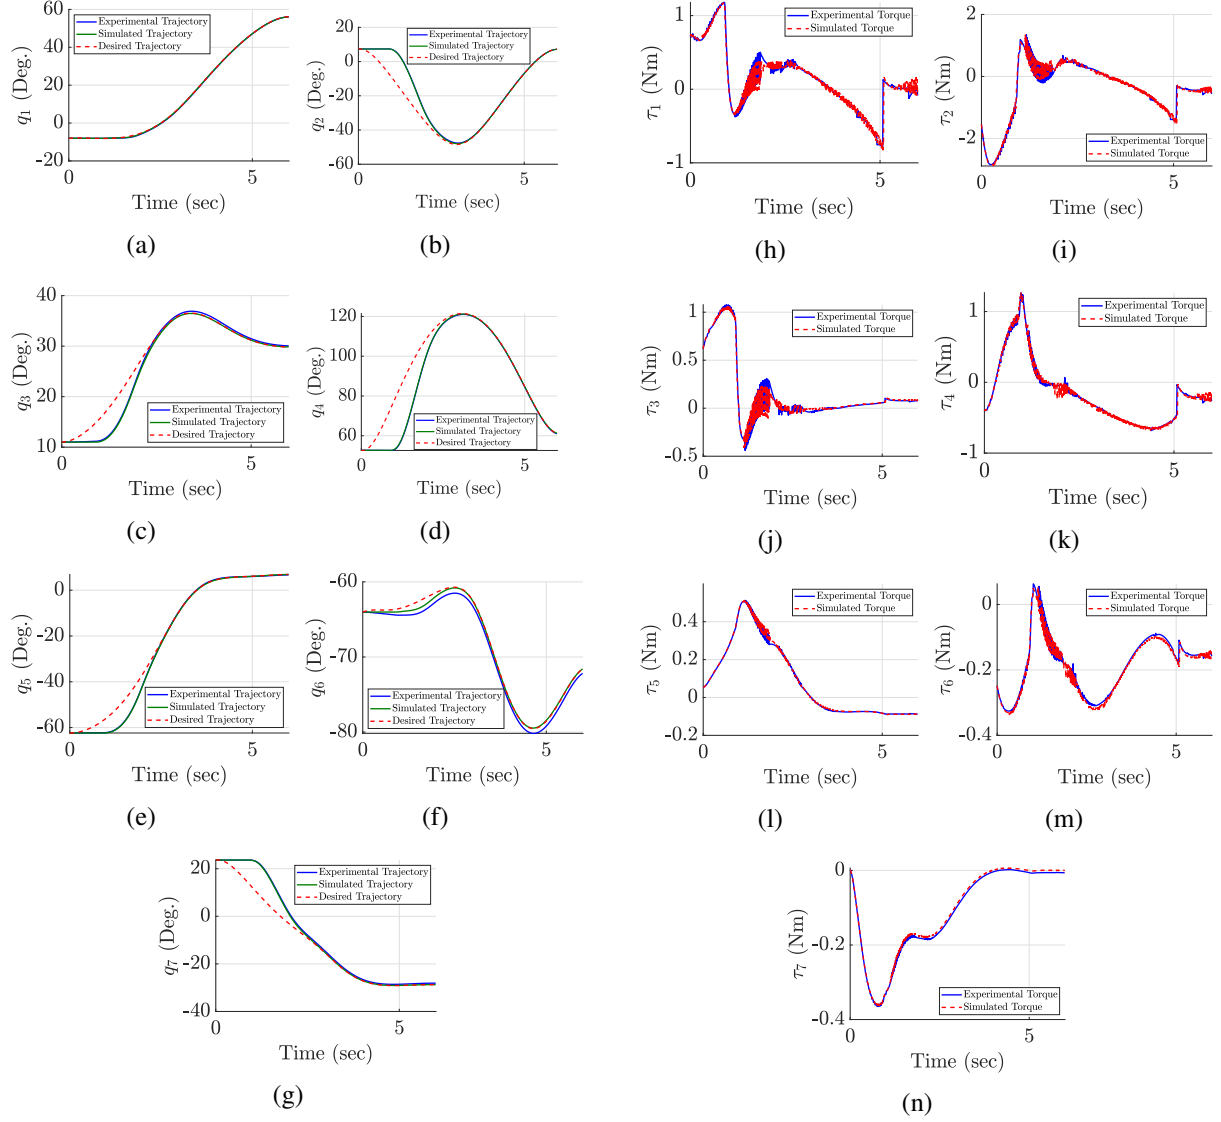 60
40
20
0
-20
q1 (Deg.)
Experimental Trajectory
Simulated Trajectory
Desired Trajectory
0
5
Time (sec)
(a)
20
0
-20
-40
-60
q2 (Deg.)
Experimental Trajectory
Simulated Trajectory
Desired Trajectory
0
5
Time (sec)
(b)
1
0
-1
τ1 (Nm)
Experimental Torque
Simulated Torque
0
5
Time (sec)
(h)
2
0
-2
τ2 (Nm)
Experimental Torque
Simulated Torque
0
5
Time (sec)
(i)
40
30
20
10
q3 (Deg.)
Experimental Trajectory
Simulated Trajectory
Desired Trajectory
0
5
Time (sec)
(c)
120
100
80
60
q4 (Deg.)
Experimental Trajectory
Simulated Trajectory
Desired Trajectory
0
5
Time (sec)
(d)
1
0.5
0
-0.5
τ3 (Nm)
Experimental Torque
Simulated Torque
0
5
Time (sec)
(j)
1
0
-1
τ4 (Nm)
Experimental Torque
Simulated Torque
0
5
Time (sec)
(k)
0
-20
-40
-60
q5 (Deg.)
Experimental Trajectory
Simulated Trajectory
Desired Trajectory
0
5
Time (sec)
(e)
-60
-70
-80
q6 (Deg.)
Experimental Trajectory
Simulated Trajectory
Desired Trajectory
0
5
Time (sec)
(f)
0.4
0.2
0
-0.2
τ5 (Nm)
Experimental Torque
Simulated Torque
0
5
Time (sec)
(l)
0
-0.2
-0.4
τ6 (Nm)
Experimental Torque
Simulated Torque
0
5
Time (sec)
(m)
20
0
-20
-40
q7 (Deg.)
Experimental Trajectory
Simulated Trajectory
Desired Trajectory
0
5
Time (sec)
(g)
0
-0.2
-0.4
τ7 (Nm)
Experimental Torque
Simulated Torque
0
5
Time (sec)
(n)